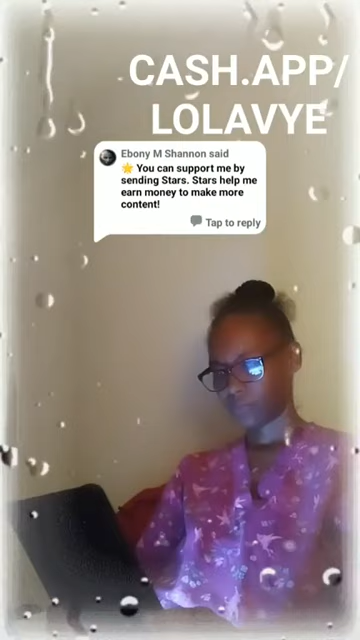 CASH.APP/
LOLAVYE
Ebony M Shannon said
🌟 You can support me by
sending Stars. Stars help me
earn money to make more
content!
Tap to reply